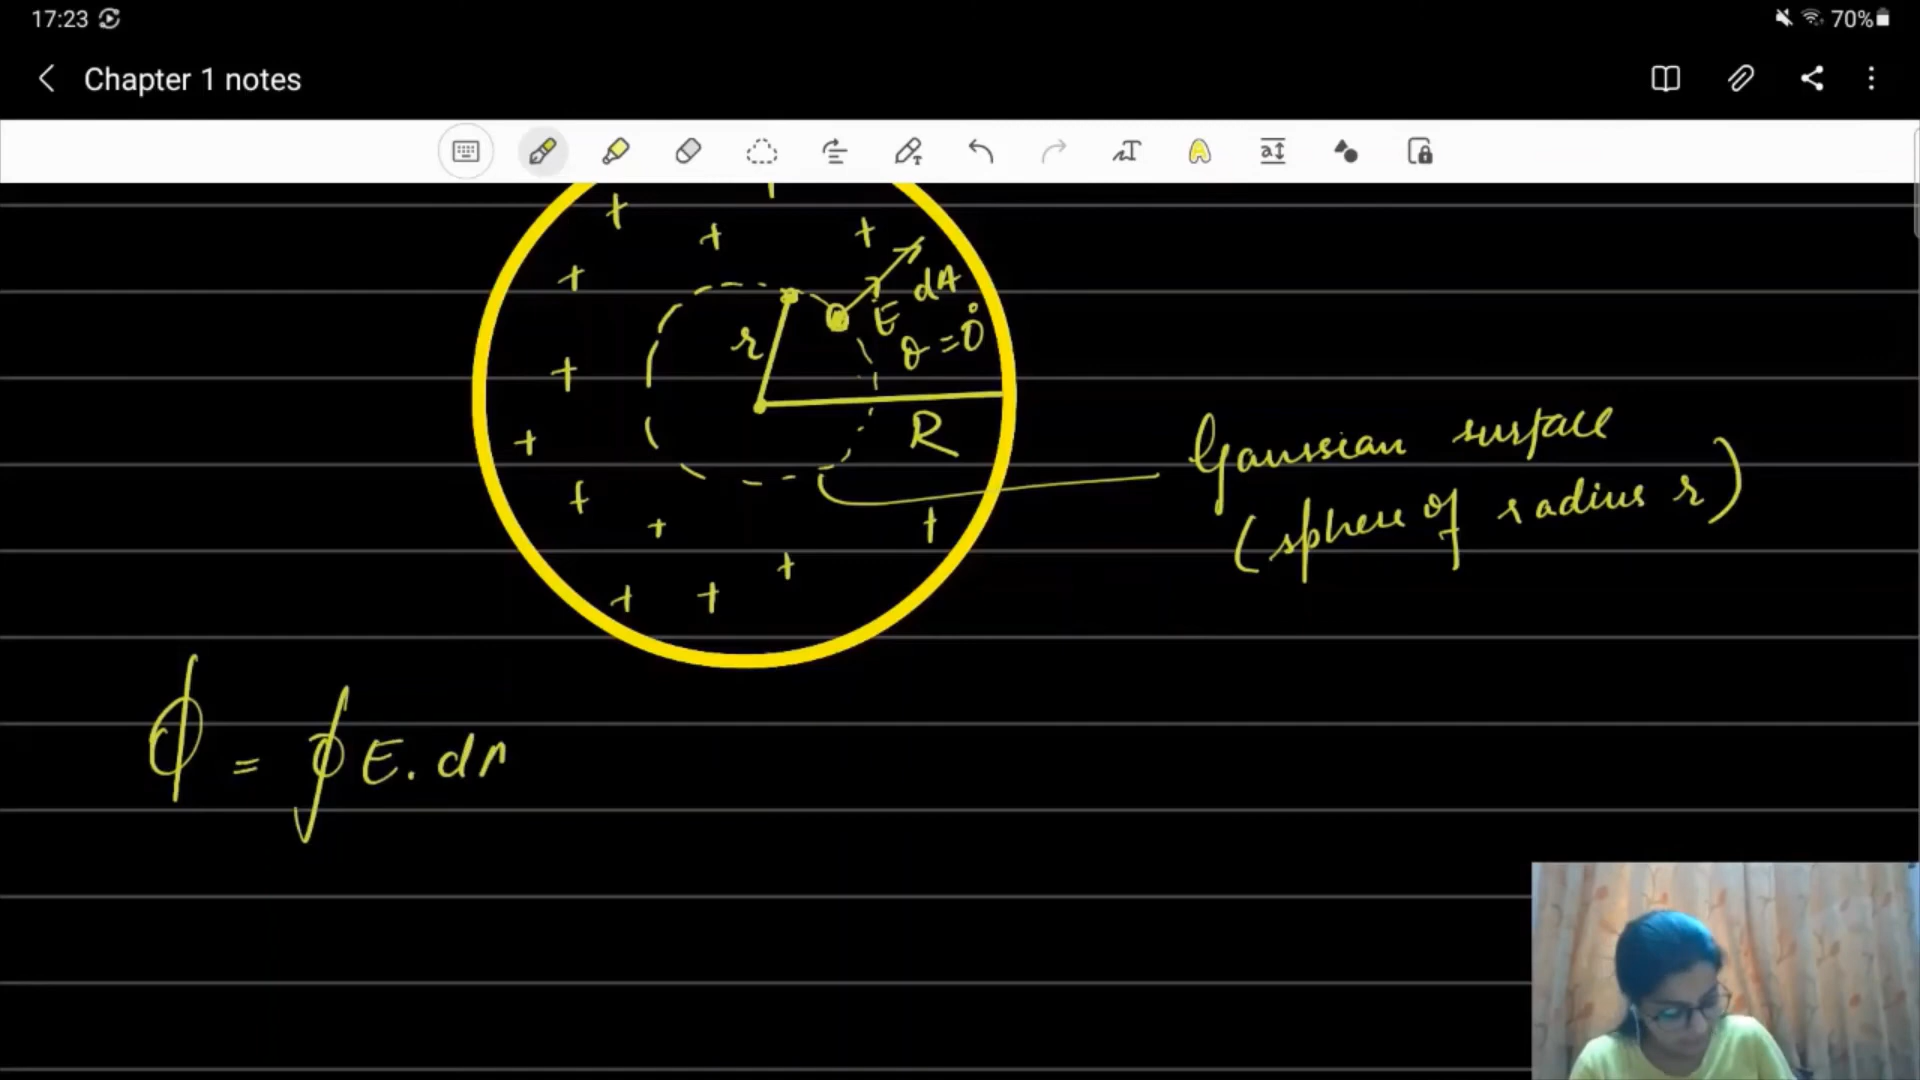 17:23
70%
Chapter 1 notes
+
+ + +
+ dA
E
r θ = 0°
+
R
+
Gaussian surface
(sphere of radius r)
+ + +
+
+ +
ϕ = ∮ E. dA